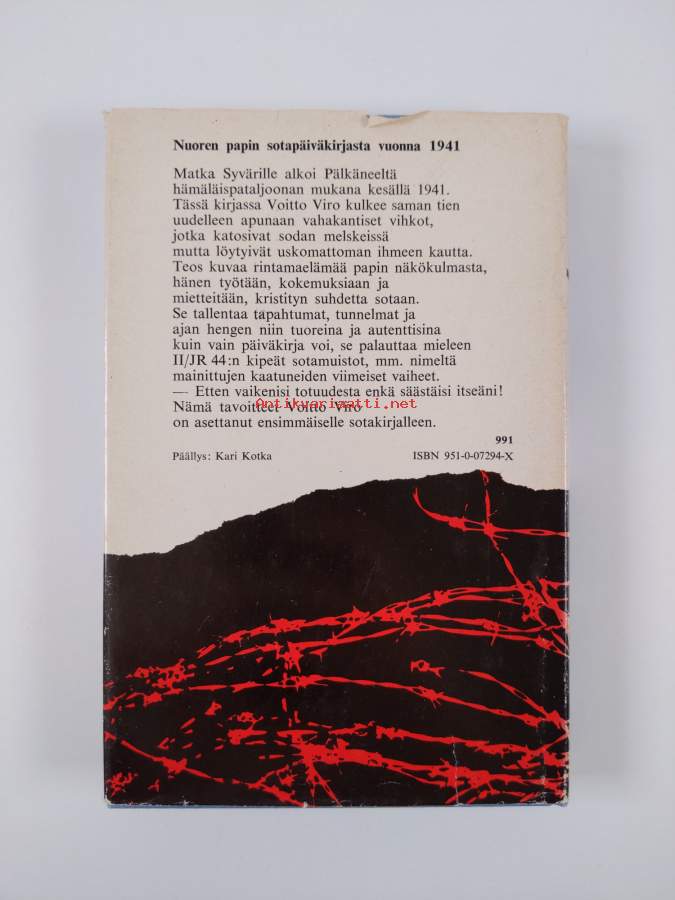 Nuoren papin sotapäiväkirjasta vuonna 1941
Matka Syvärille alkoi Pälkäneeltä
hämäläispataljoonan mukana kesällä 1941.
Tässä kirjassa Voitto Viro kulkee saman tien
uudelleen apunaan vahakantiset vihkot,
jotka katosivat sodan melskeissä
mutta löytyivät uskomattoman ihmeen kautta.
Teos kuvaa rintamaelämää papin näkökulmasta,
hänen työtään, kokemuksiaan ja
mietteitään, kristityn suhdetta sotaan.
Se tallentaa tapahtumat, tunnelmat ja
ajan hengen niin tuoreina ja autenttisina
kuin vain päiväkirja voi, se palauttaa mieleen
II/JR 44:n kipeät sotamuistot, mm. nimeltä
mainittujen kaatuneiden viimeiset vaiheet.
— Etten vaikenisi totuudesta enkä säästäisi itseäni!
Antikvariaatti.net
Nämä tavoitteet Voitto Viro
on asettanut ensimmäiselle sotakirjalleen.
991
Päällys: Kari Kotka ISBN 951-0-07294-X